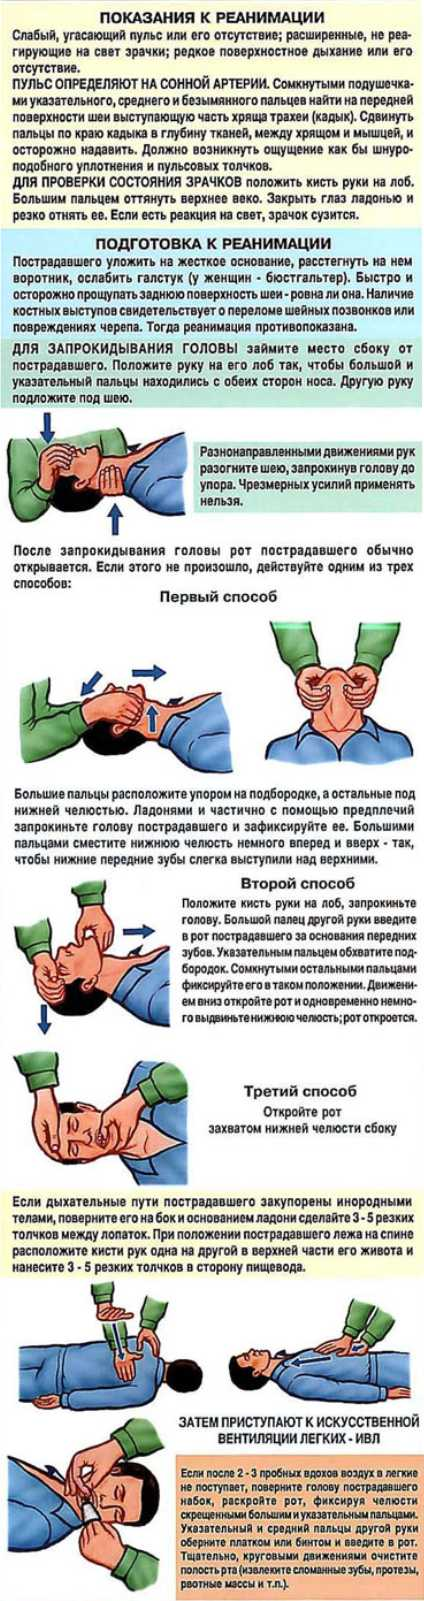 ПОКАЗАНИЯ К РЕАНИМАЦИИ
Слабый, угасающий пульс или его отсутствие; расширенные, не реа-
гирующие на свет зрачки; редкое поверхностное дыхание или его
отсутствие.
ПУЛЬС ОПРЕДЕЛЯЮТ НА СОННОЙ АРТЕРИИ. Сомкнутыми подушечка-
ми указательного, среднего и безымянного пальцев найти на передней
поверхности шеи выступающую часть хряща трахеи (кадык). Сдвинуть
пальцы по краю кадыка в глубину тканей, между хрящом и мышцей, и
осторожно надавить. Должно возникнуть ощущение как бы шнуро-
подобного уплотнения и пульсовых толчков.
ДЛЯ ПРОВЕРКИ СОСТОЯНИЯ ЗРАЧКОВ положить кисть руки на лоб.
Большим пальцем оттянуть верхнее веко. Закрыть глаз ладонью и
резко отнять ее. Если есть реакция на свет, зрачок сузится.
ПОДГОТОВКА К РЕАНИМАЦИИ
Пострадавшего уложить на жесткое основание, расстегнуть на нем
воротник, ослабить галстук (у женщин - бюстгальтер). Быстро и
осторожно прощупать заднюю поверхность шеи - ровна ли она. Наличие
костных выступов свидетельствует о переломе шейных позвонков или
повреждениях черепа. Тогда реанимация противопоказана.
ДЛЯ ЗАПРОКИДЫВАНИЯ ГОЛОВЫ займите место сбоку от
пострадавшего. Положите руку на его лоб так, чтобы большой и
указательный пальцы находились с обеих сторон носа. Другую руку
подложите под шею.
Разнонаправленными движениями рук
разогните шею, запрокинув голову до
упора. Чрезмерных усилий применять
нельзя.
После запрокидывания головы рот пострадавшего обычно
открывается. Если этого не произошло, действуйте одним из трех
способов:
Первый способ
Большие пальцы расположите упором на подбородке, а остальные под
нижней челюстью. Ладонями и частично с помощью предплечий
запрокиньте голову пострадавшего и зафиксируйте ее. Большими
пальцами сместите нижнюю челюсть немного вперед и вверх - так,
чтобы нижние передние зубы слегка выступили над верхними.
Второй способ
Положите кисть руки на лоб, запрокиньте
голову. Большой палец другой руки введите
в рот пострадавшего за основания передних
зубов. Указательным пальцем обхватите под-
бородок. Сомкнутыми остальными пальцами
фиксируйте его в таком положении. Движени-
ем вниз откройте рот и одновременно немно-
го выдвиньте нижнюю челюсть; рот откроется.
Третий способ
Откройте рот
захватом нижней челюсти сбоку
Если дыхательные пути пострадавшего закупорены инородными
телами, поверните его на бок и основанием ладони сделайте 3 - 5 резких
толчков между лопаток. При положении пострадавшего лежа на спине
расположите кисти рук одна на другой в верхней части его живота и
нанесите 3 - 5 резких толчков в сторону пищевода.
ЗАТЕМ ПРИСТУПАЮТ К ИСКУССТВЕННОЙ
ВЕНТИЛЯЦИИ ЛЕГКИХ - ИВЛ
Если после 2 - 3 пробных вдохов воздух в легкие
не поступает, поверните голову пострадавшего
набок, раскройте рот, фиксируя челюсти
скрещенными большим и указательным пальцами.
Указательный и средний пальцы другой руки
оберните платком или бинтом и введите в рот.
Тщательно, круговыми движениями очистите
полость рта (извлеките сломанные зубы, протезы,
рвотные массы и т.п.).